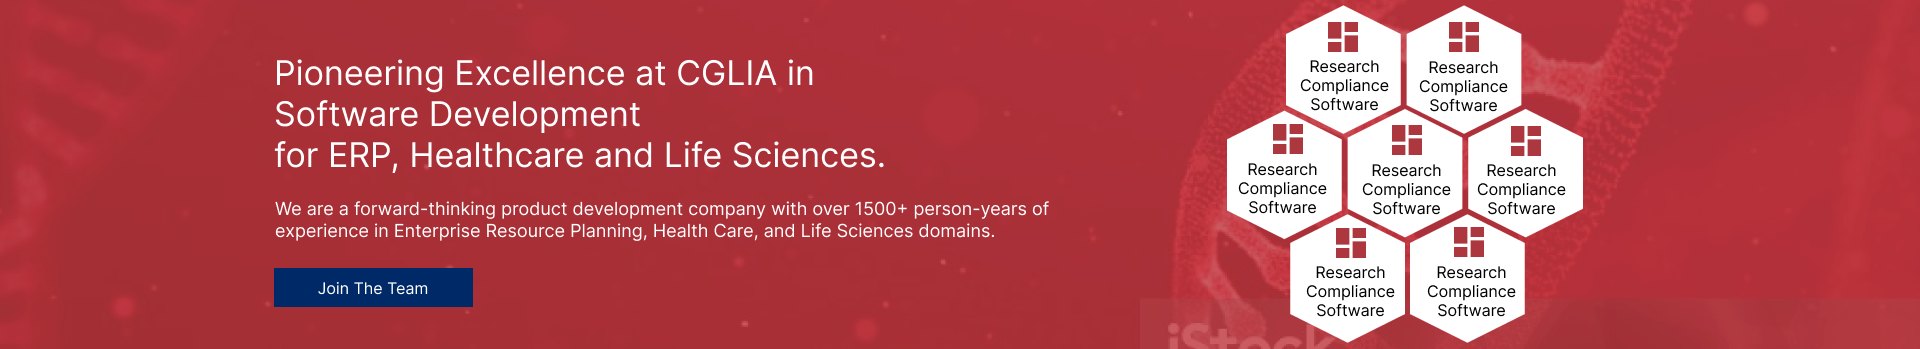 Pioneering Excellence at CGLIA in
Software Development
for ERP, Healthcare and Life Sciences.
We are a forward-thinking product development company with over 1500+ person-years of
experience in Enterprise Resource Planning, Health Care, and Life Sciences domains.
Join The Team
Research
Compliance
Software
Research
Compliance
Software
Research
Compliance
Software
Research
Compliance
Software
Research
Compliance
Software
Research
Compliance
Software
Research
Compliance
Software
iStock